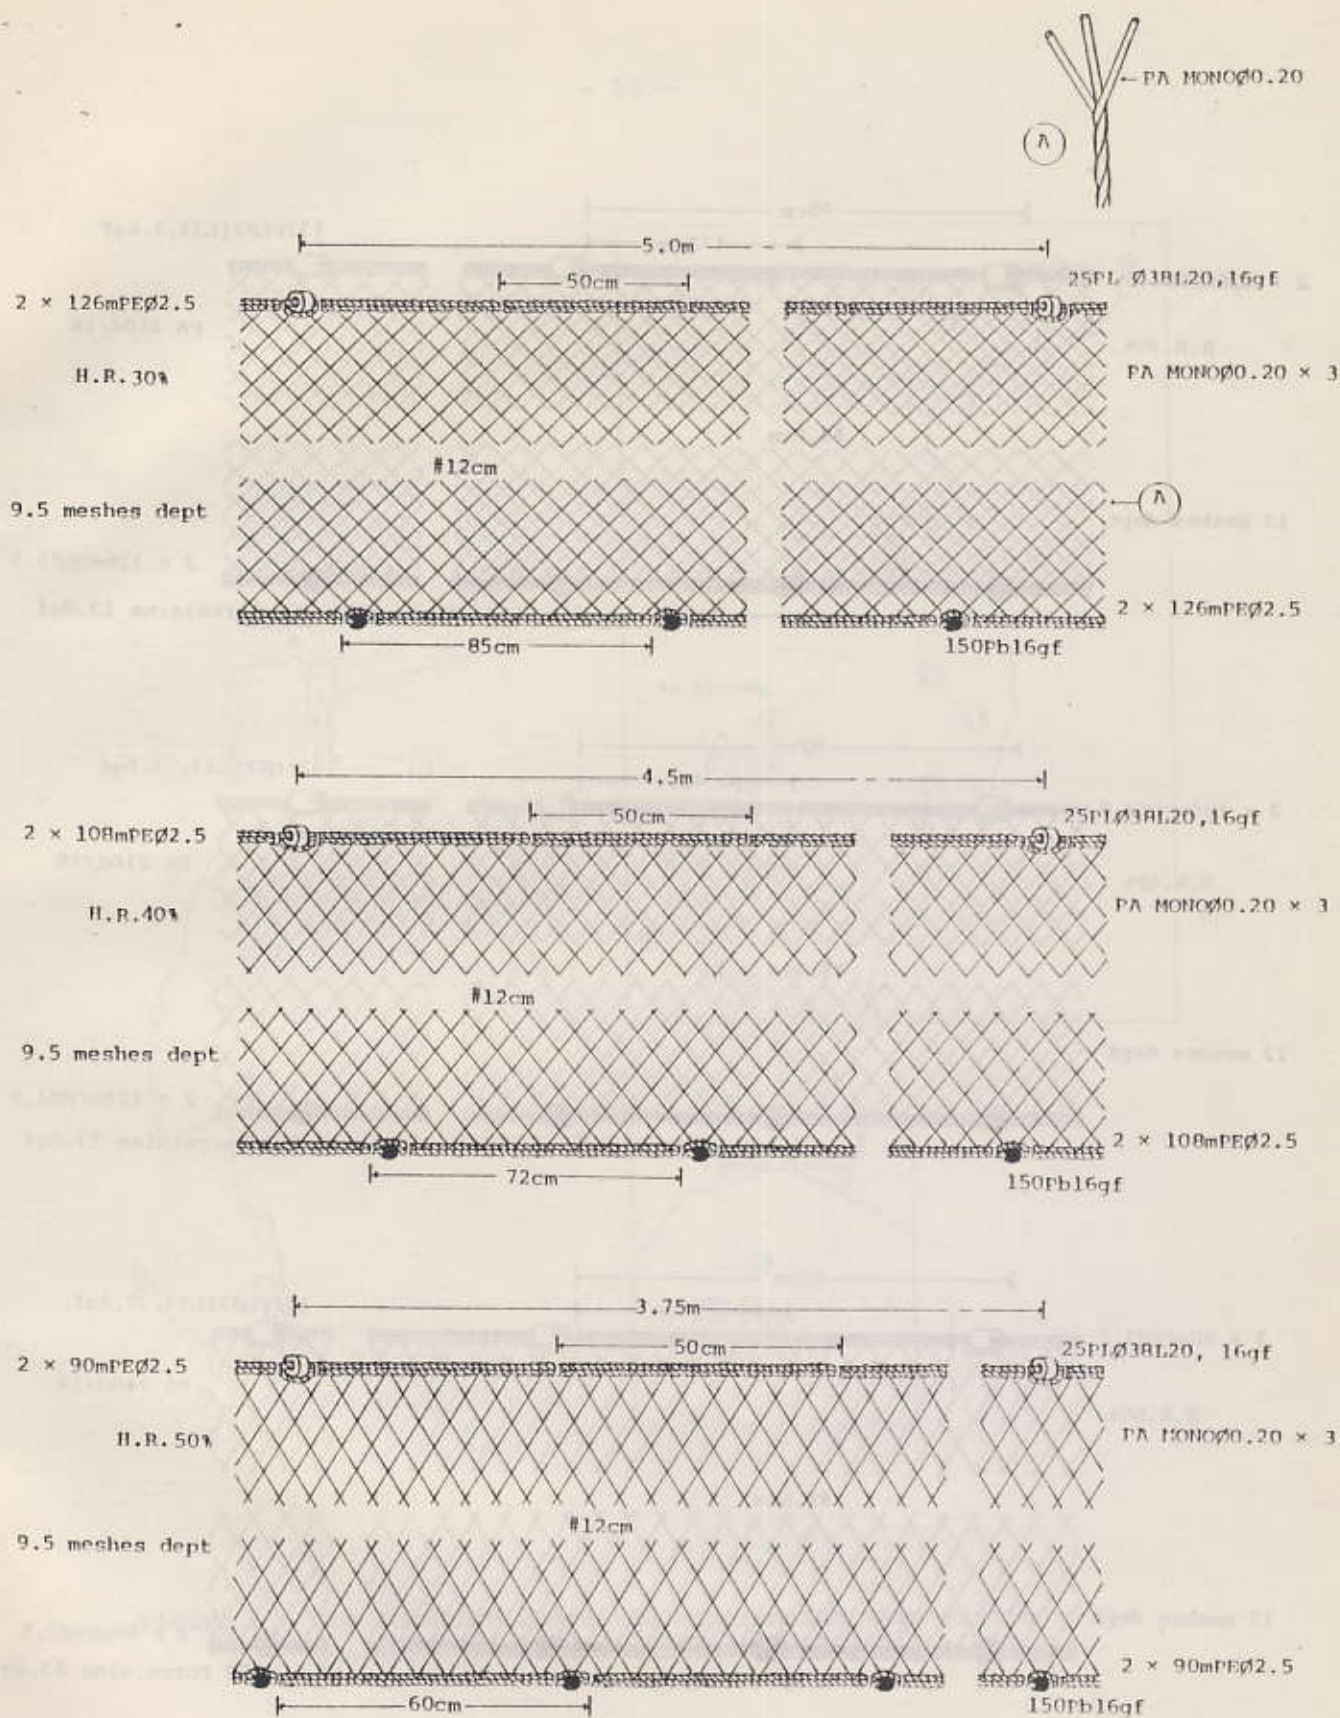 PA MONOØ0.20
A
5.0m
50cm
2 × 126mPEØ2.5
25PL Ø38L20,16gf
H.R.30%
PA MONOØ0.20 × 3
#12cm
9.5 meshes dept
A
2 × 126mPEØ2.5
85cm
150Pb16gf
4.5m
50cm
2 × 108mPEØ2.5
25PLØ38L20,16gf
H.R.40%
PA MONOØ0.20 × 3
#12cm
9.5 meshes dept
2 × 108mPEØ2.5
72cm
150Pb16gf
3.75m
50cm
2 × 90mPEØ2.5
25PLØ38L20, 16gf
H.R.50%
PA MONOØ0.20 × 3
#12cm
9.5 meshes dept
2 × 90mPEØ2.5
60cm
150Pb16gf